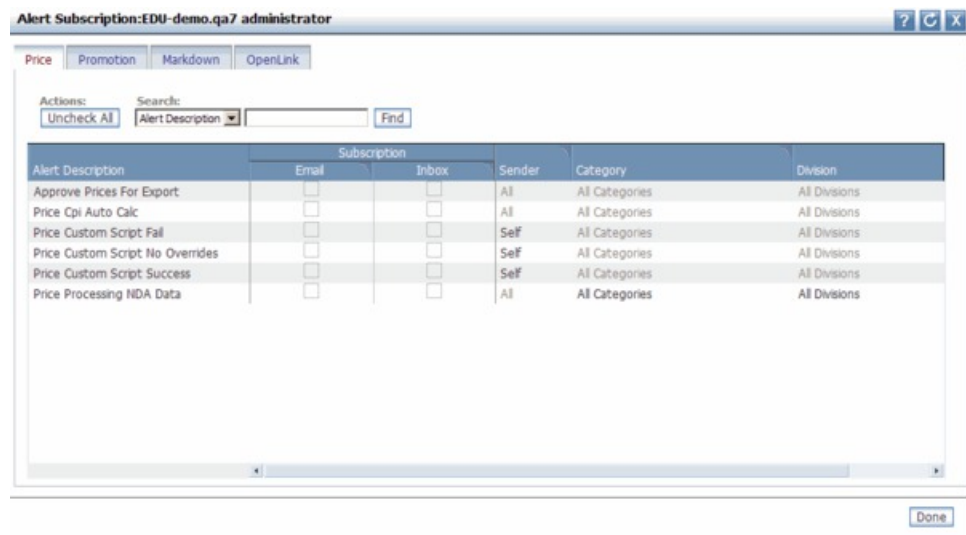 Alert Subscription:EDU-demo.qa7 administrator ? X
Price Promotion Markdown OpenLink
Actions: Search:
Uncheck All Alert Description Find
Subscription
Alert Description Email Inbox Sender Category Division
Approve Prices For Export All All Categories All Divisions
Price Cpi Auto Calc All All Categories All Divisions
Price Custom Script Fail Self All Categories All Divisions
Price Custom Script No Overrides Self All Categories All Divisions
Price Custom Script Success Self All Categories All Divisions
Price Processing NDA Data All All Categories All Divisions
Done